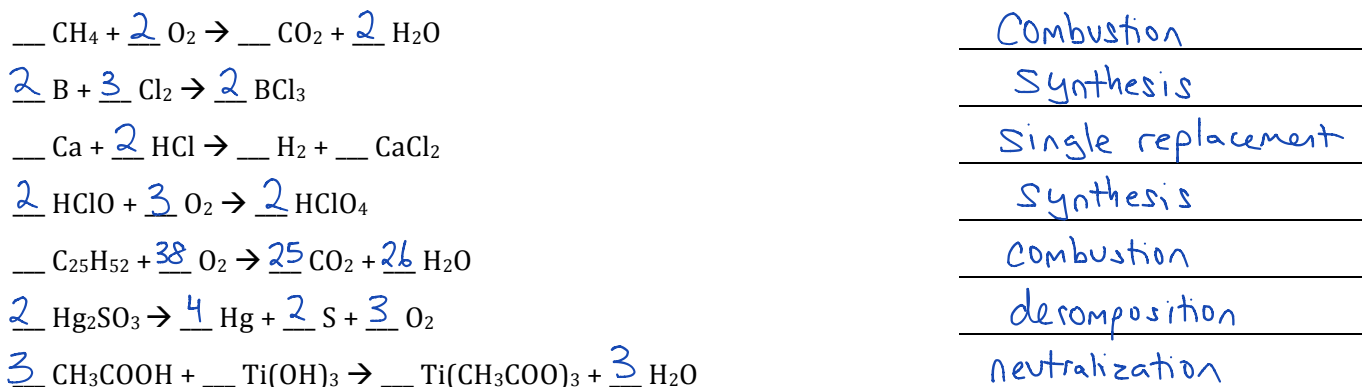 ___ CH₄ + 2 O₂ → ___ CO₂ + 2 H₂O Combustion
2 B + 3 Cl₂ → 2 BCl₃ Synthesis
___ Ca + 2 HCl → ___ H₂ + ___ CaCl₂ Single replacement
2 HClO + 3 O₂ → 2 HClO₄ Synthesis
___ C₂₅H₅₂ + 38 O₂ → 25 CO₂ + 26 H₂O combustion
2 Hg₂SO₃ → 4 Hg + 2 S + 3 O₂ decomposition
3 CH₃COOH + ___ Ti(OH)₃ → ___ Ti(CH₃COO)₃ + 3 H₂O neutralization